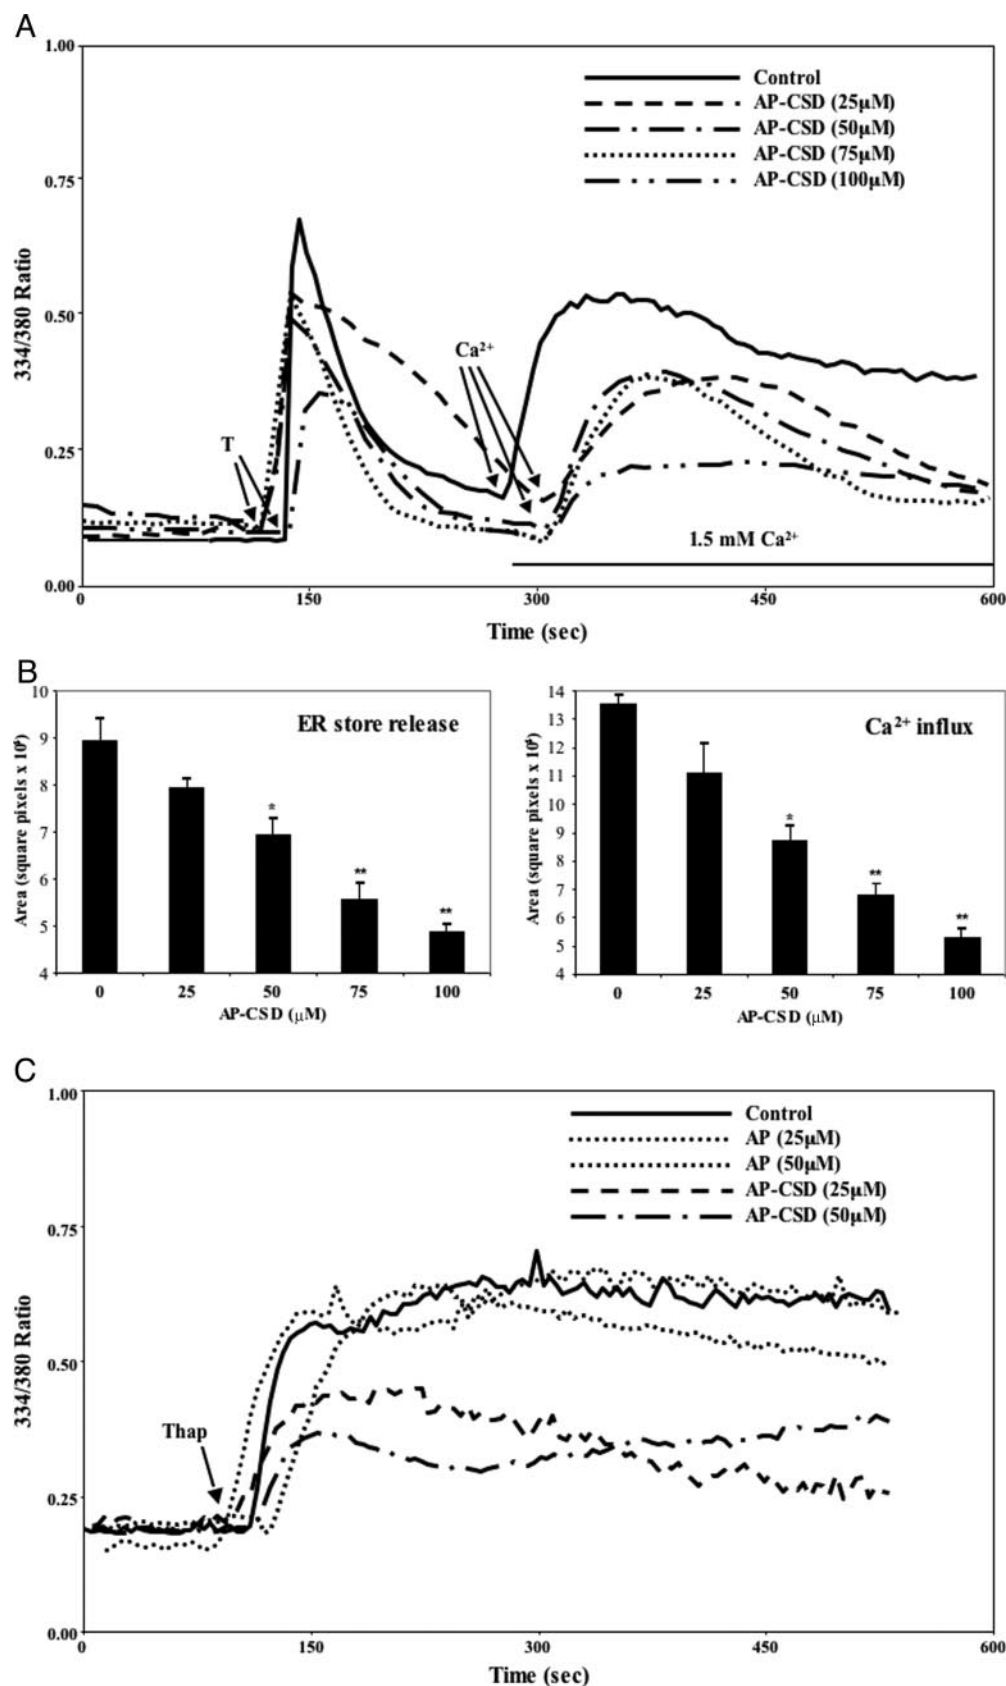 A
1.00
0.75
0.50
0.25
0.00
334/380 Ratio
Control
AP-CSD (25μM)
AP-CSD (50μM)
AP-CSD (75μM)
AP-CSD (100μM)
T
Ca²⁺
1.5 mM Ca²⁺
0 150 300 450 600
Time (sec)
B
10
9
8
7
6
5
4
Area (square pixels x 10⁴)
ER store release
*
**
**
0 25 50 75 100
AP-CSD (μM)
14
13
12
11
10
9
8
7
6
5
4
Area (square pixels x 10⁴)
Ca²⁺ influx
*
**
**
0 25 50 75 100
AP-CSD (μM)
C
1.00
0.75
0.50
0.25
0.00
334/380 Ratio
Control
AP (25μM)
AP (50μM)
AP-CSD (25μM)
AP-CSD (50μM)
Thap
0 150 300 450 600
Time (sec)